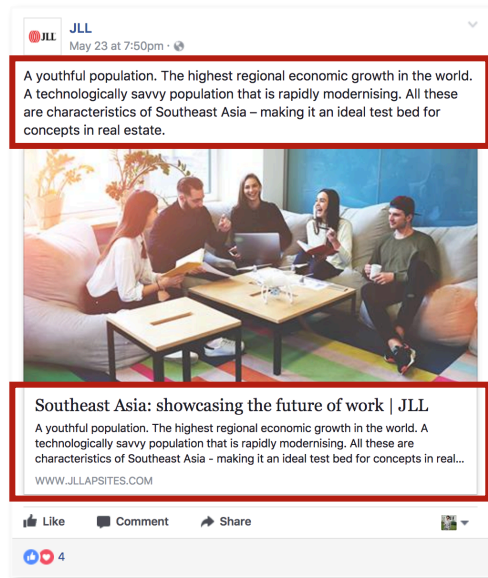 JLL
JLL
May 23 at 7:50pm ·
A youthful population. The highest regional economic growth in the world.
A technologically savvy population that is rapidly modernising. All these
are characteristics of Southeast Asia – making it an ideal test bed for
concepts in real estate.
Southeast Asia: showcasing the future of work | JLL
A youthful population. The highest regional economic growth in the world. A
technologically savvy population that is rapidly modernising. All these are
characteristics of Southeast Asia - making it an ideal test bed for concepts in real...
WWW.JLLAPSITES.COM
Like Comment Share
4